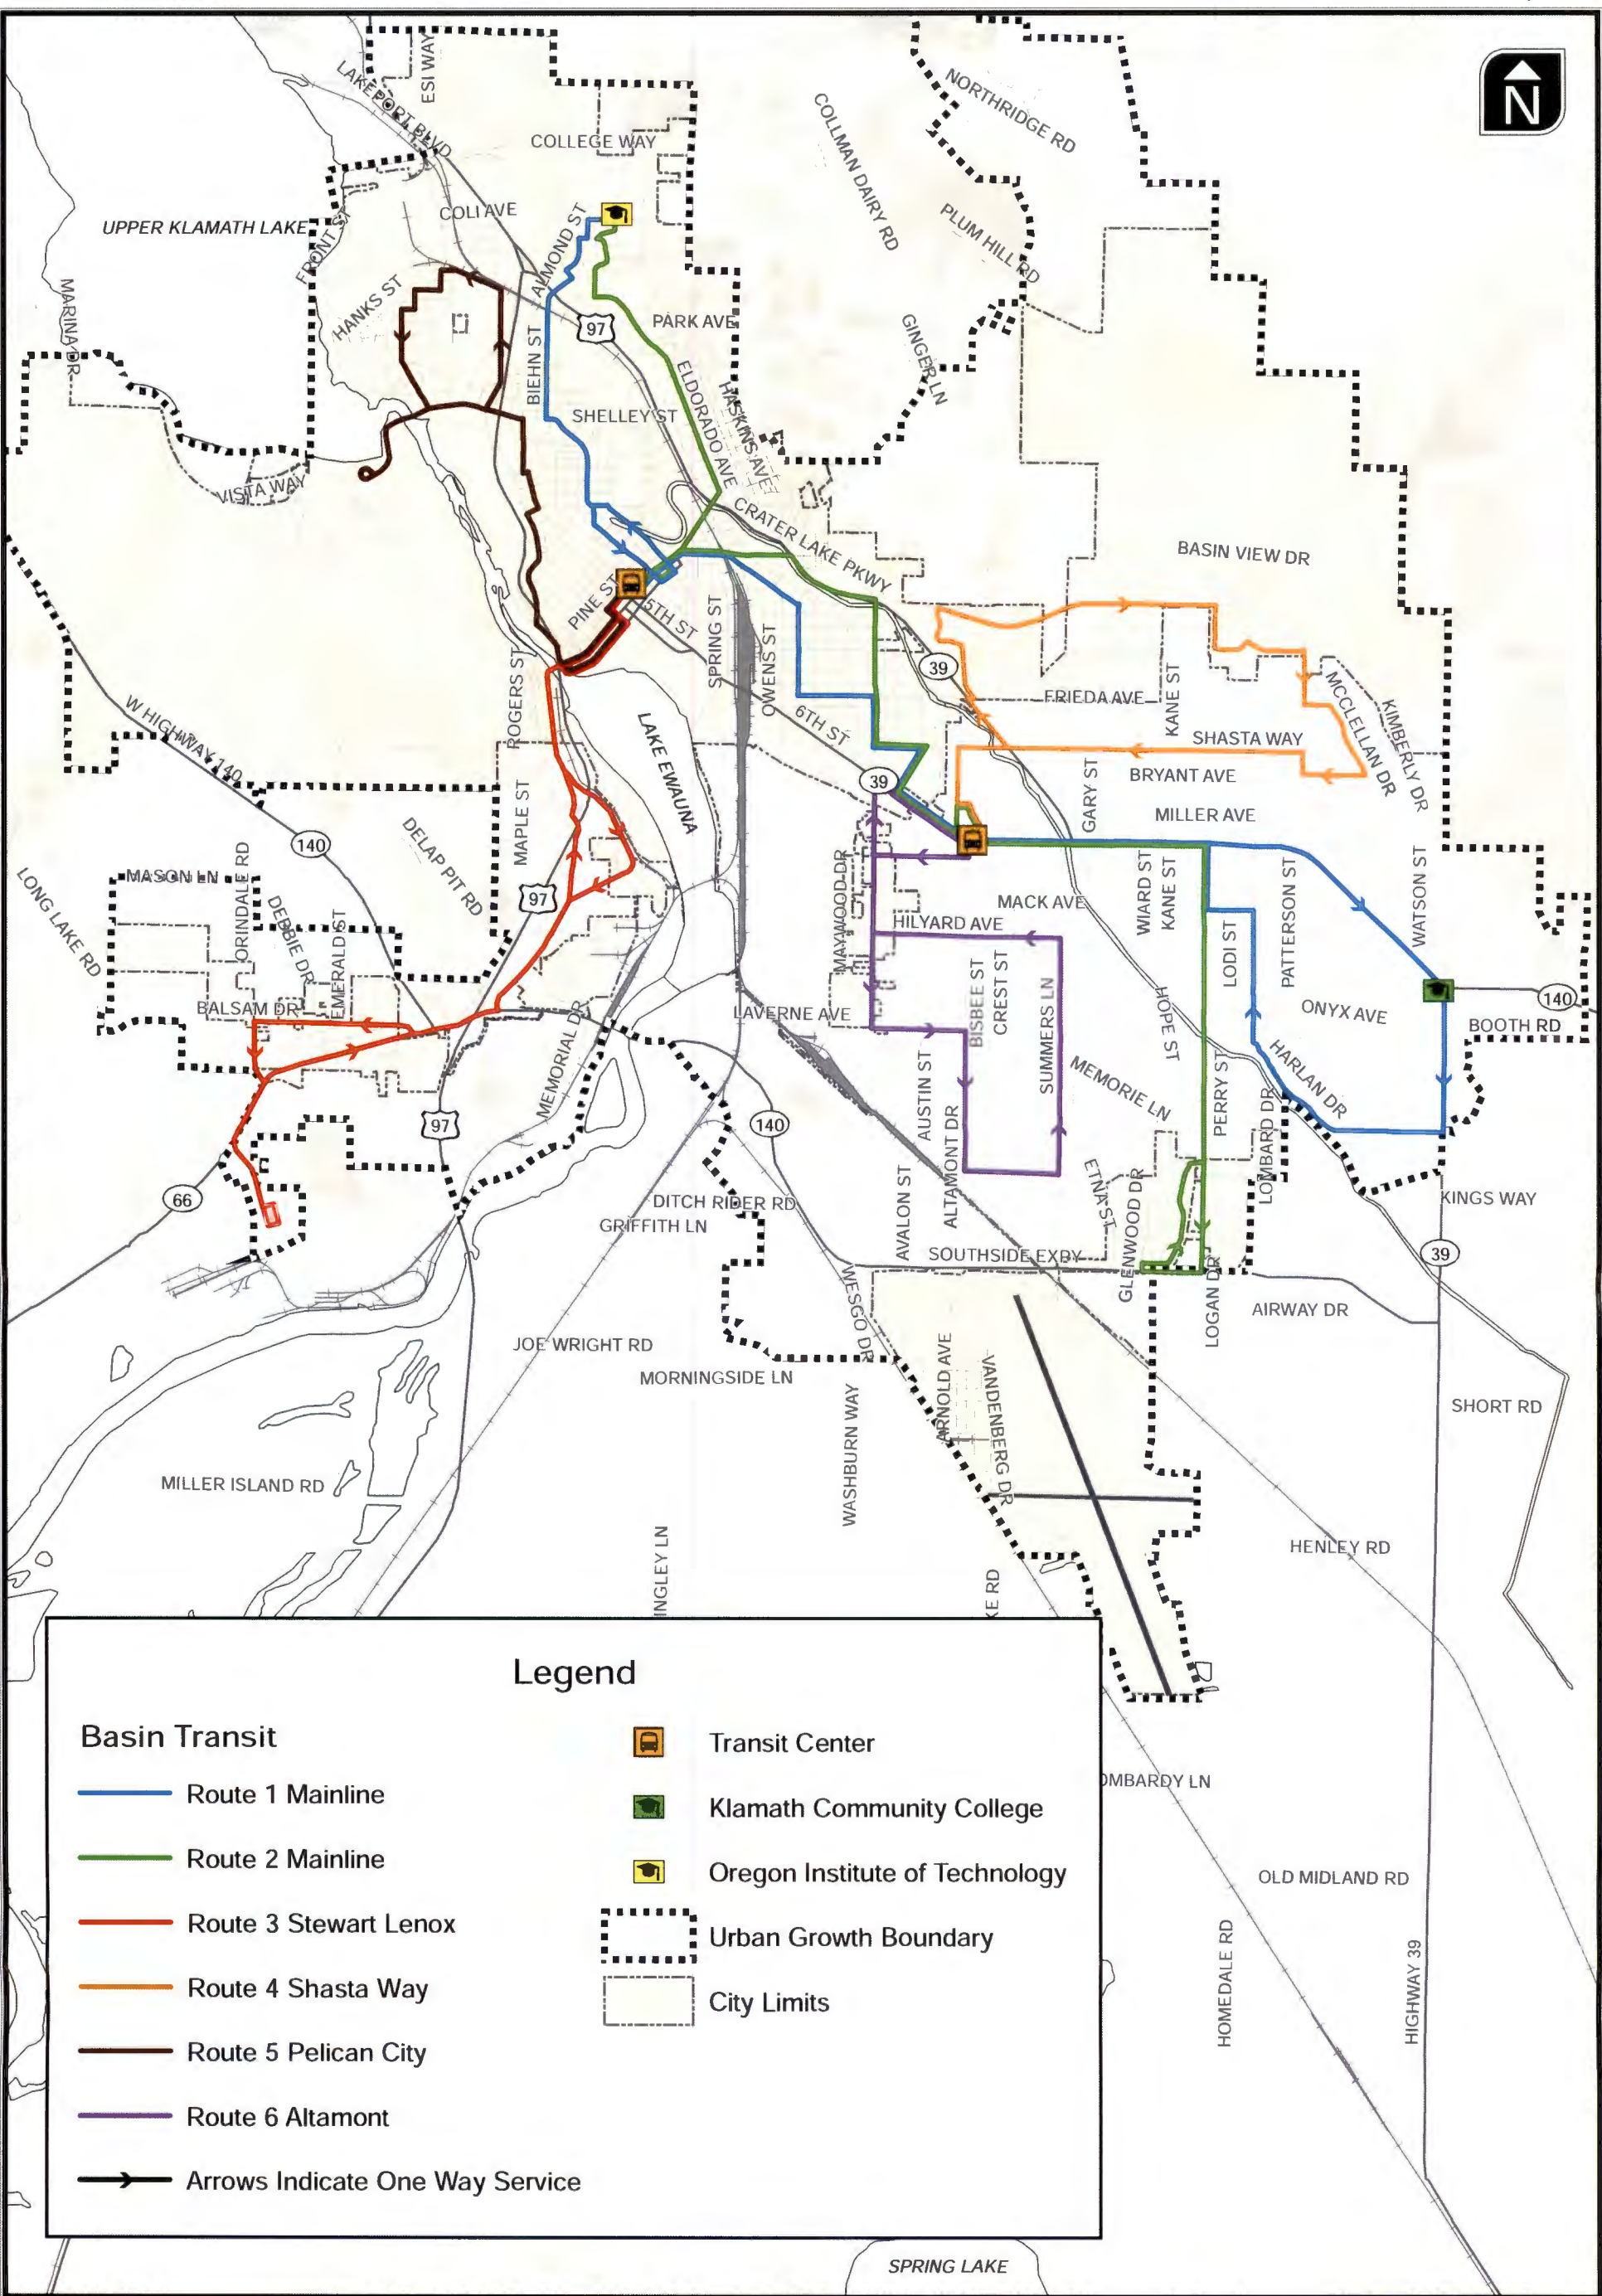 N
ESI WAY
LAKEPORT BLVD
COLLEGE WAY
COLLMAN DAIRY RD
NORTHRIDGE RD
COLI AVE
ALMOND ST
UPPER KLAMATH LAKE
FRONT ST
PLUM HILL RD
MARINA DR
HANKS ST
97
PARK AVE
GINGER LN
BIEHN ST
ELDORADO AVE
HASKINS AVE
SHELLEY ST
VISTA WAY
CRATER LAKE PKWY
BASIN VIEW DR
PINE ST
5TH ST
SPRING ST
OWENS ST
ROGERS ST
39
FRIEDA AVE
KANE ST
MCCLELLAN DR
KIMBERLY DR
W HIGHWAY 140
LAKE EWAUNA
6TH ST
SHASTA WAY
BRYANT AVE
39
GARY ST
MILLER AVE
MAPLE ST
DELAP PIT RD
140
LONG LAKE RD
MASON LN
ORINDALE RD
DEBBIE DR
EMERALD ST
97
MAYWOOD DR
MACK AVE
HILYARD AVE
WIARD ST
KANE ST
LODI ST
PATTERSON ST
WATSON ST
BALSAM DR
MEMORIAL DR
LAVERNE AVE
BISBEE ST
CREST ST
SUMMERS LN
HOPE ST
ONYX AVE
140
BOOTH RD
AUSTIN ST
MEMORIE LN
PERRY ST
HARLAN DR
97
140
ALTAMONT DR
LOMBARD DR
66
DITCH RIDER RD
GRIFFITH LN
AVALON ST
ETNA ST
GLENWOOD DR
KINGS WAY
SOUTHSIDE EXPY
39
WESGO DR
LOGAN DR
AIRWAY DR
JOE WRIGHT RD
MORNINGSIDE LN
ARNOLD AVE
VANDENBERG DR
WASHBURN WAY
SHORT RD
MILLER ISLAND RD
HENLEY RD
INGLEY LN
KE RD
Legend
Basin Transit
Route 1 Mainline
Route 2 Mainline
Route 3 Stewart Lenox
Route 4 Shasta Way
Route 5 Pelican City
Route 6 Altamont
Arrows Indicate One Way Service
Transit Center
Klamath Community College
Oregon Institute of Technology
Urban Growth Boundary
City Limits
OMBARDY LN
OLD MIDLAND RD
HOMEDALE RD
HIGHWAY 39
SPRING LAKE